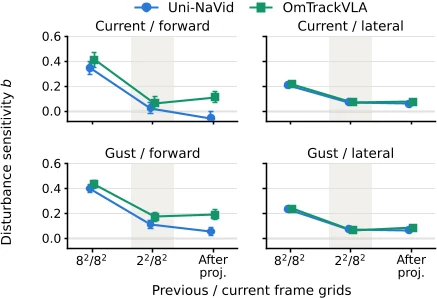 Uni-NaVid OmTrackVLA
Current / forward Current / lateral
0.6
0.4
0.2
0.0
Gust / forward Gust / lateral
0.6
0.4
0.2
0.0
Disturbance sensitivity b
8²/8² 2²/8² After proj. 8²/8² 2²/8² After proj.
Previous / current frame grids